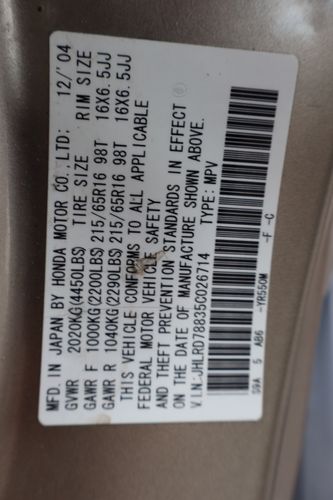 MFD. IN JAPAN BY HONDA MOTOR CO., LTD: 12/'04
GVWR 2020KG(4450LBS) TIRE SIZE RIM SIZE
GAWR F 1000KG(2200LBS) 215/65R16 98T 16X6.5JJ
GAWR R 1040KG(2290LBS) 215/65R16 98T 16X6.5JJ
THIS VEHICLE CONFORMS TO ALL APPLICABLE
FEDERAL MOTOR VEHICLE SAFETY
AND THEFT PREVENTION STANDARDS IN EFFECT
ON THE DATE OF MANUFACTURE SHOWN ABOVE.
V.I.N:JHLRD78835C026714 TYPE: MPV
S9A 5 AB6 -YR550M -F -C